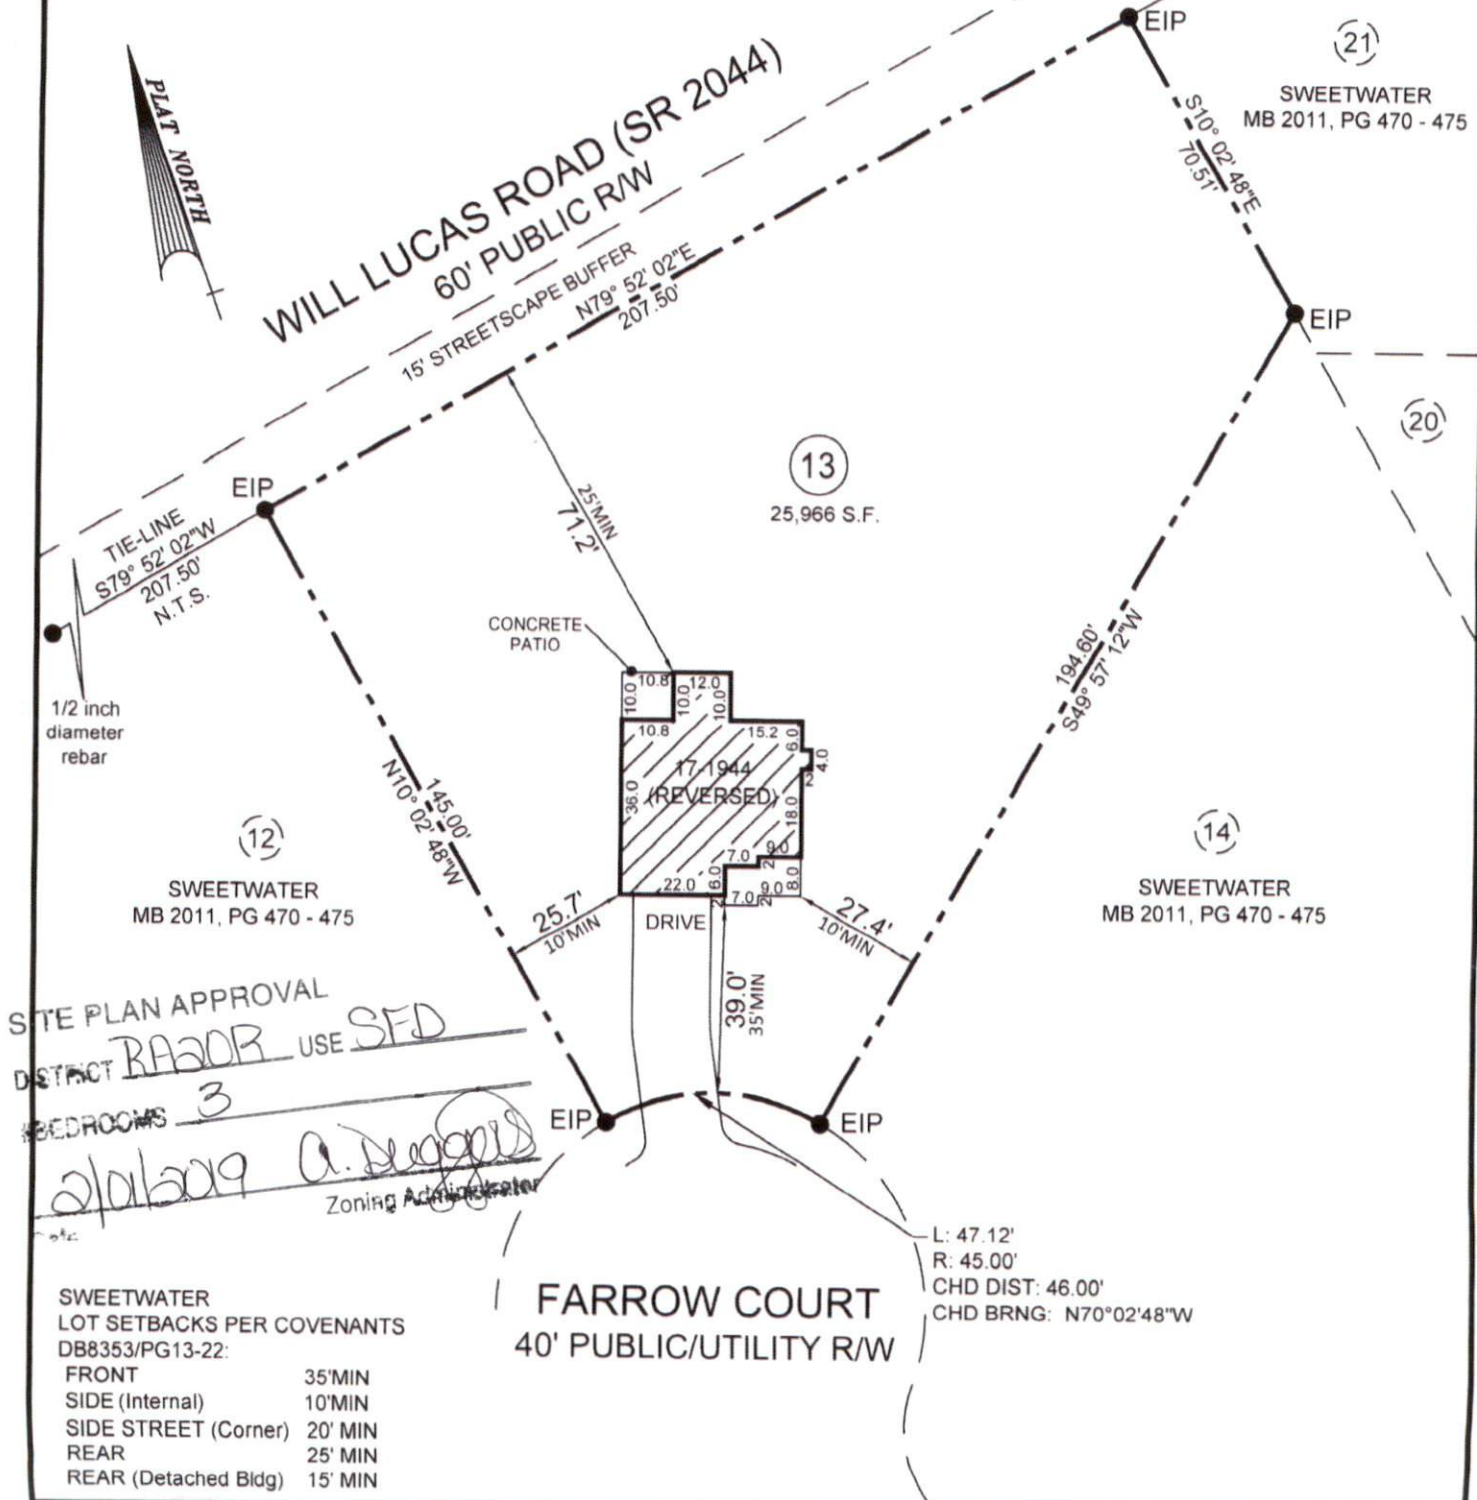 EIP
21
SWEETWATER
MB 2011, PG 470 - 475
PLAT NORTH
WILL LUCAS ROAD (SR 2044)
60' PUBLIC R/W
15' STREETSCAPE BUFFER
N79° 52' 02"E
207.50'
S10° 02' 48"E
70.51'
EIP
20
EIP
TIE-LINE
S79° 52' 02"W
207.50'
N.T.S.
13
25,966 S.F.
25'MIN
71.2'
CONCRETE
PATIO
1/2 inch
diameter
rebar
10.8
12.0
10.0
10.0
10.0
10.8
15.2
6.0
4.0
2
17-1944
(REVERSED)
36.0
18.0
9.0
7.0
2
22.0
6.0
9.0
8.0
7.0
2
2
194.60'
S49° 57' 12"W
145.00'
N10° 02' 48"W
12
SWEETWATER
MB 2011, PG 470 - 475
14
SWEETWATER
MB 2011, PG 470 - 475
25.7'
10'MIN
DRIVE
27.4'
10'MIN
39.0'
35'MIN
SITE PLAN APPROVAL
DISTRICT RA20R USE SFD
#BEDROOMS 3
2/01/2019 A. Duggins
Zoning Administrator
Date
EIP
EIP
L: 47.12'
R: 45.00'
CHD DIST: 46.00'
CHD BRNG: N70°02'48"W
FARROW COURT
40' PUBLIC/UTILITY R/W
SWEETWATER
LOT SETBACKS PER COVENANTS
DB8353/PG13-22:
FRONT 35'MIN
SIDE (Internal) 10'MIN
SIDE STREET (Corner) 20' MIN
REAR 25' MIN
REAR (Detached Bldg) 15' MIN